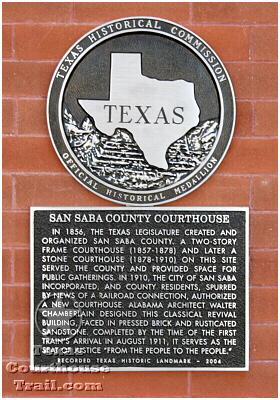 TEXAS HISTORICAL COMMISSION
TEXAS
OFFICIAL HISTORICAL MEDALLION
SAN SABA COUNTY COURTHOUSE
IN 1856, THE TEXAS LEGISLATURE CREATED AND
ORGANIZED SAN SABA COUNTY. A TWO-STORY
FRAME COURTHOUSE (1857-1878) AND LATER A
STONE COURTHOUSE (1878-1910) ON THIS SITE
SERVED THE COUNTY AND PROVIDED SPACE FOR
PUBLIC GATHERINGS. IN 1910, THE CITY OF SAN SABA
INCORPORATED, AND COUNTY RESIDENTS, SPURRED
BY NEWS OF A RAILROAD CONNECTION, AUTHORIZED
A NEW COURTHOUSE. ALABAMA ARCHITECT WALTER
CHAMBERLAIN DESIGNED THIS CLASSICAL REVIVAL
BUILDING, FACED IN PRESSED BRICK AND RUSTICATED
SANDSTONE. COMPLETED BY THE TIME OF THE FIRST
TRAIN'S ARRIVAL IN AUGUST 1911, IT SERVES AS THE
SEAT OF JUSTICE "FROM THE PEOPLE TO THE PEOPLE."
RECORDED TEXAS HISTORIC LANDMARK - 2004
Texas
Courthouse
Trail.com